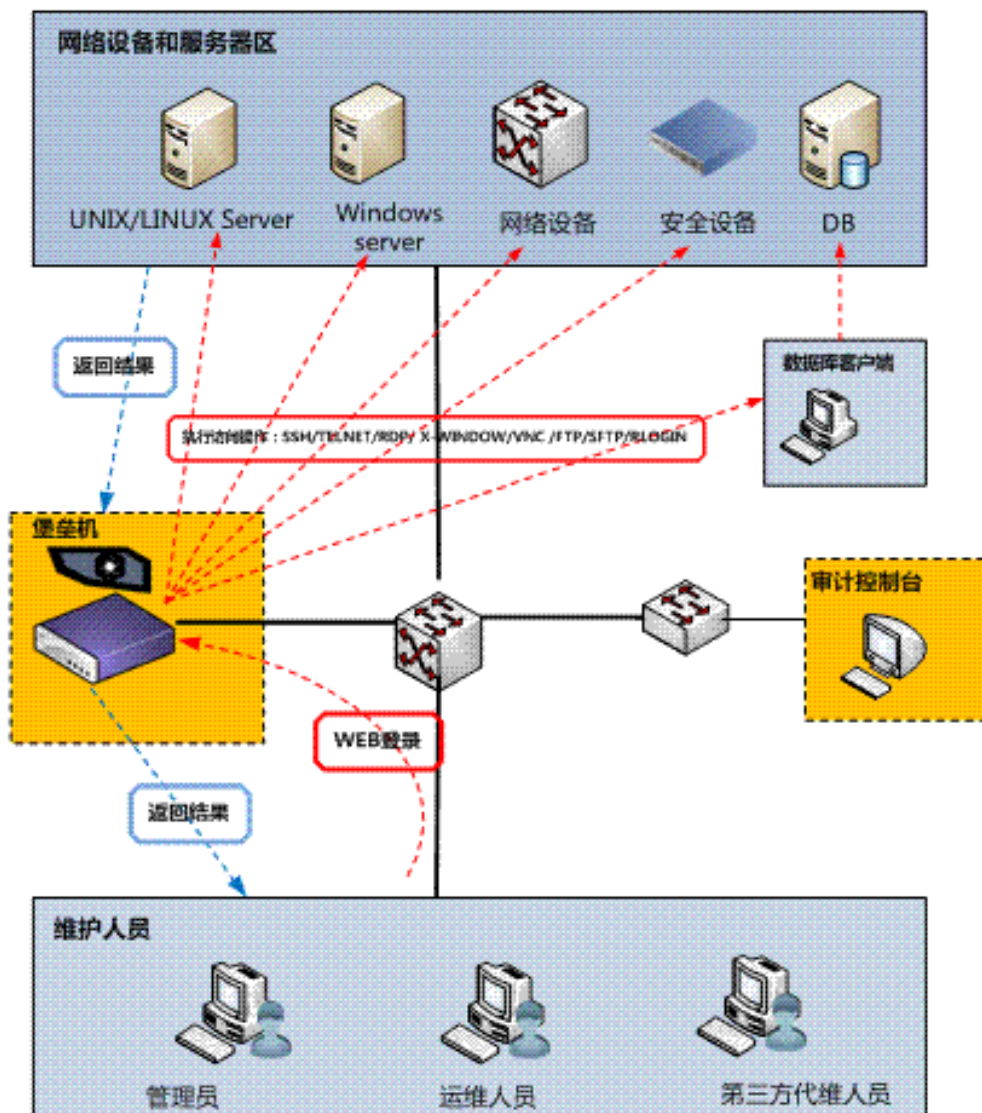 网络设备和服务器区
UNIX/LINUX Server
Windows
server
网络设备
安全设备
DB
返回结果
数据库客户端
执行访问操作：SSH/TELNET/RDP/ X-WINDOW/VNC /FTP/SFTP/RLOGIN
堡垒机
审计控制台
WEB登录
返回结果
维护人员
管理员
运维人员
第三方代维人员